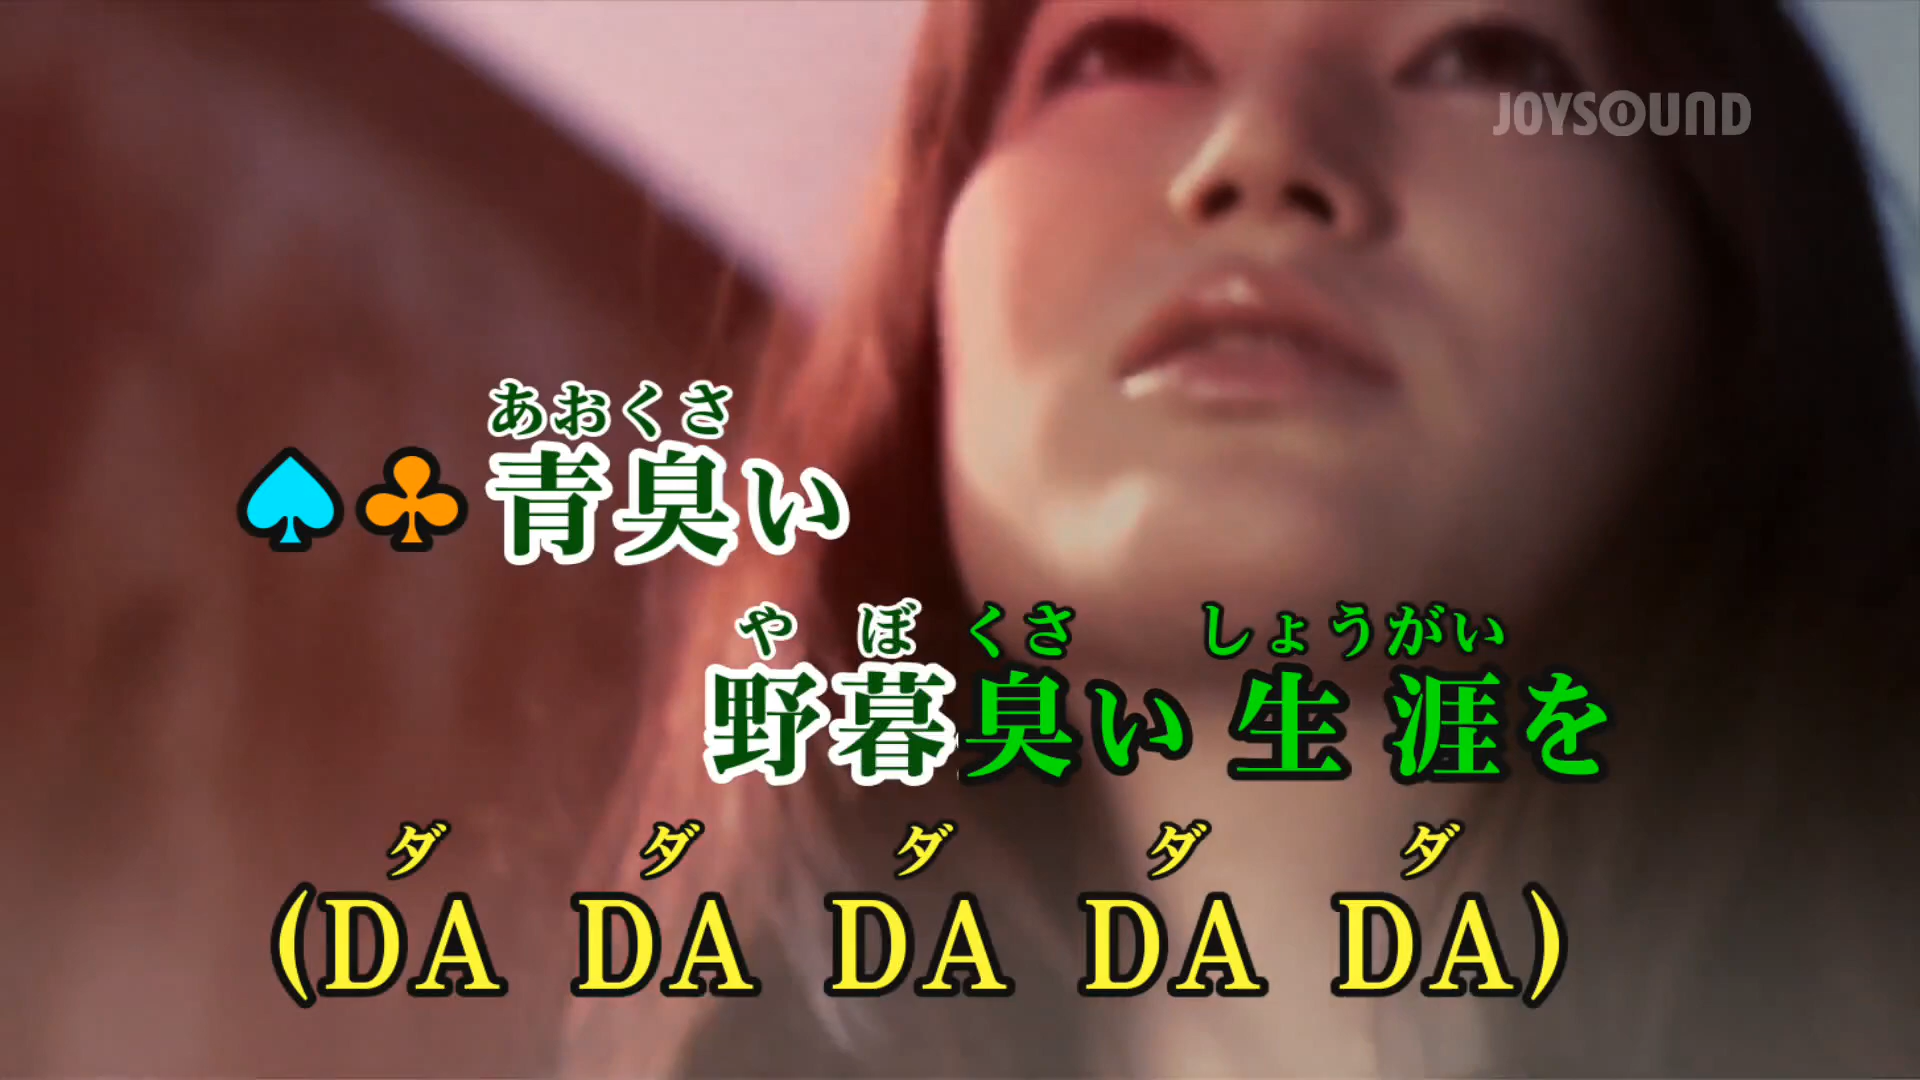 JOYSOUND
あおくさ
♠♣青臭い
や ぼ くさ しょうがい
野暮臭い 生 涯を
ダ ダ ダ ダ ダ
(DA DA DA DA DA)